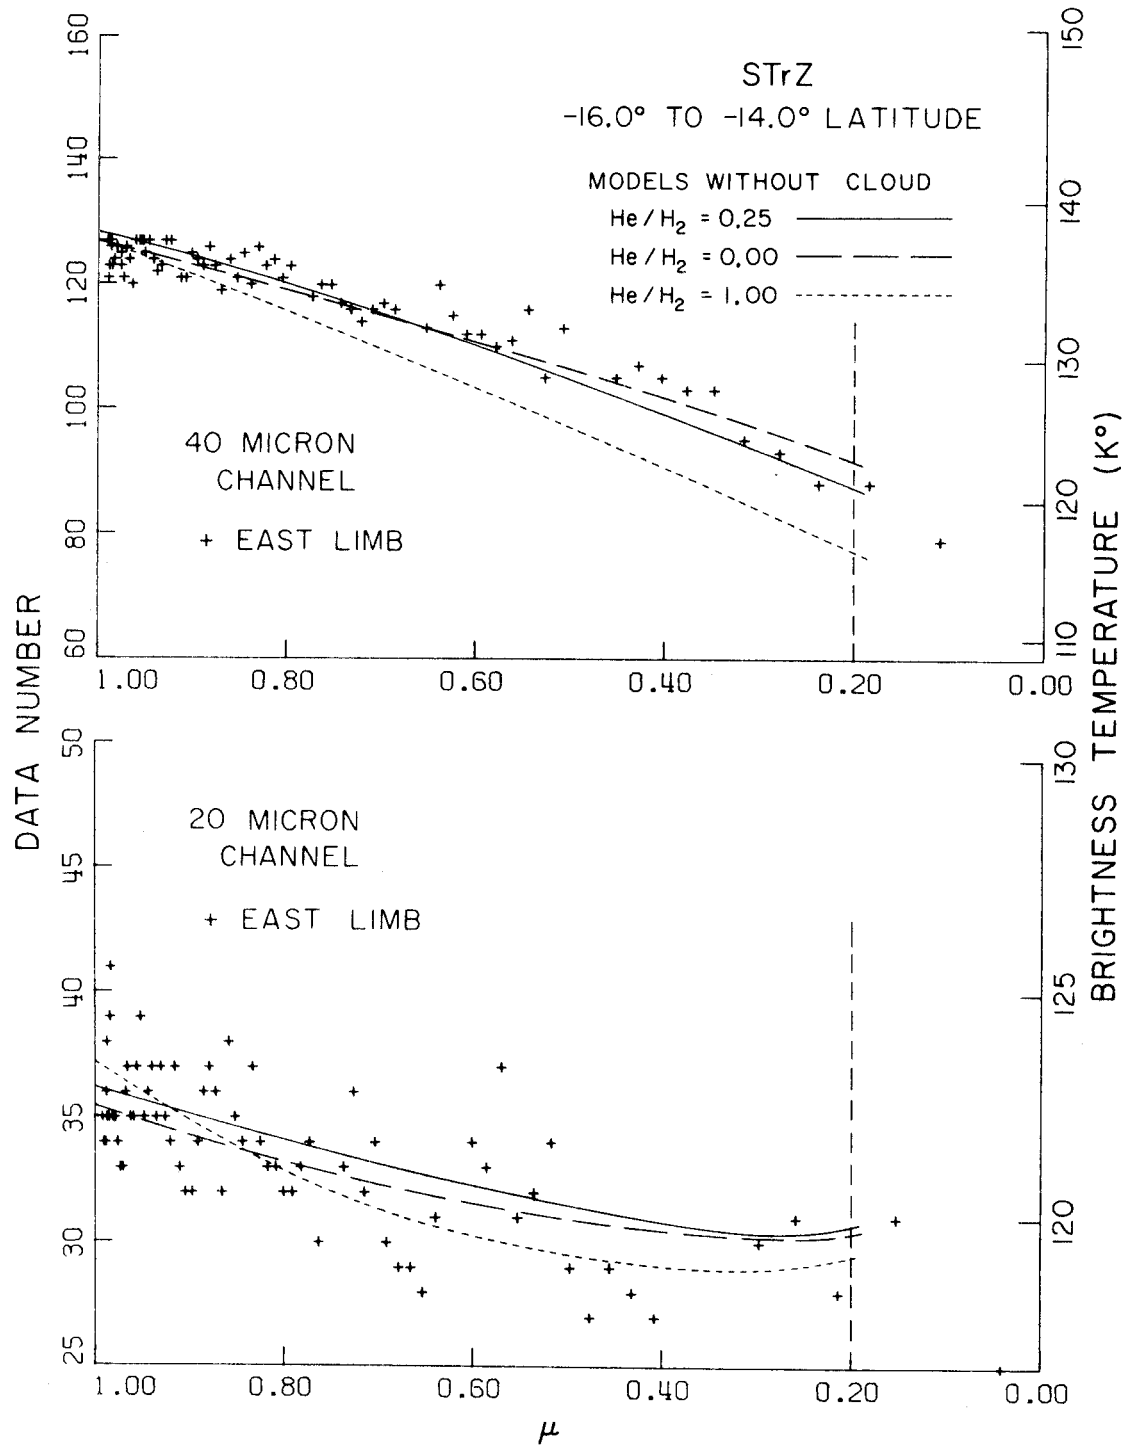 STrZ
-16.0° TO -14.0° LATITUDE
MODELS WITHOUT CLOUD
He/H2 = 0.25
He/H2 = 0.00
He/H2 = 1.00
40 MICRON
CHANNEL
+ EAST LIMB
160
140
120
100
80
60
150
140
130
120
110
1.00 0.80 0.60 0.40 0.20 0.00
DATA NUMBER
BRIGHTNESS TEMPERATURE (K°)
20 MICRON
CHANNEL
+ EAST LIMB
50
45
40
35
30
25
130
125
120
1.00 0.80 0.60 0.40 0.20 0.00
μ